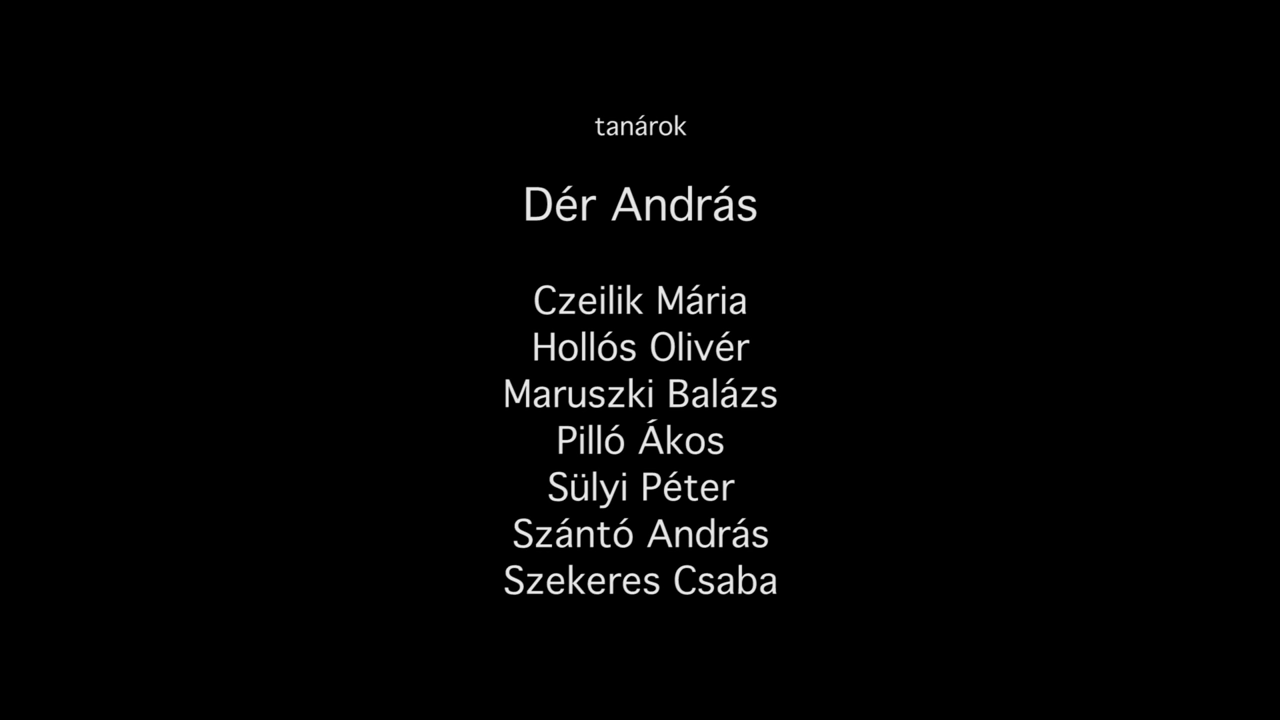 tanárok
Dér András
Czeilik Mária
Hollós Olivér
Maruszki Balázs
Pilló Ákos
Sülyi Péter
Szántó András
Szekeres Csaba